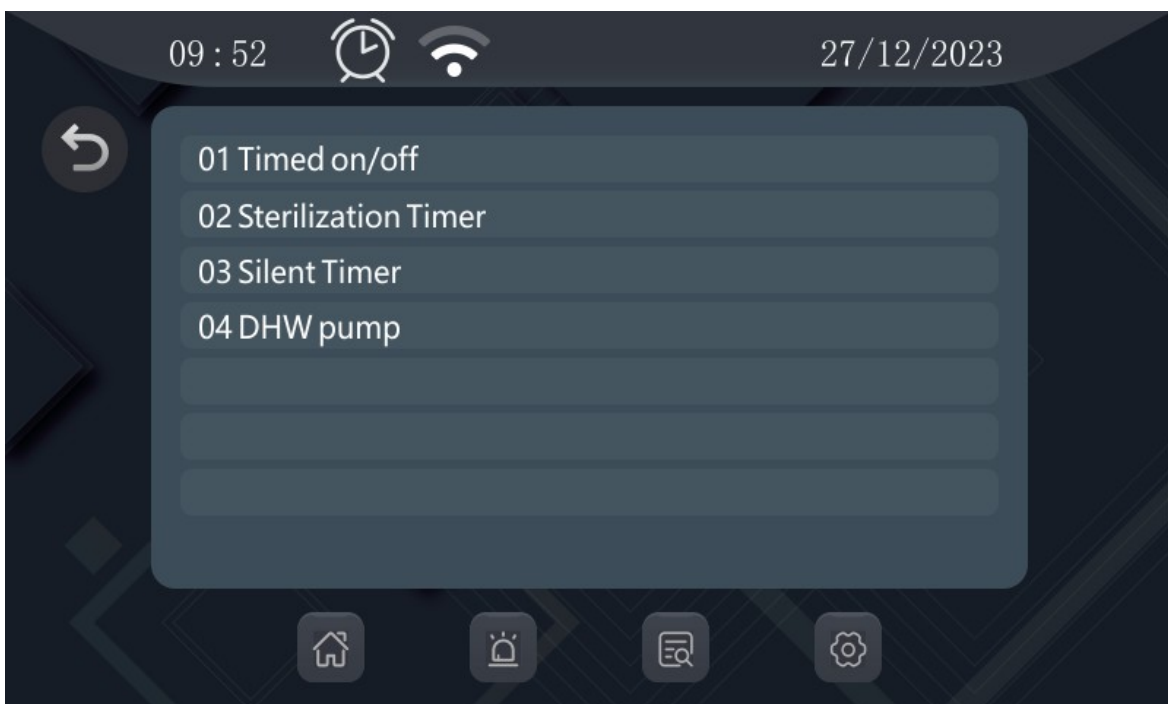 09 : 52 27/12/2023
01 Timed on/off
02 Sterilization Timer
03 Silent Timer
04 DHW pump